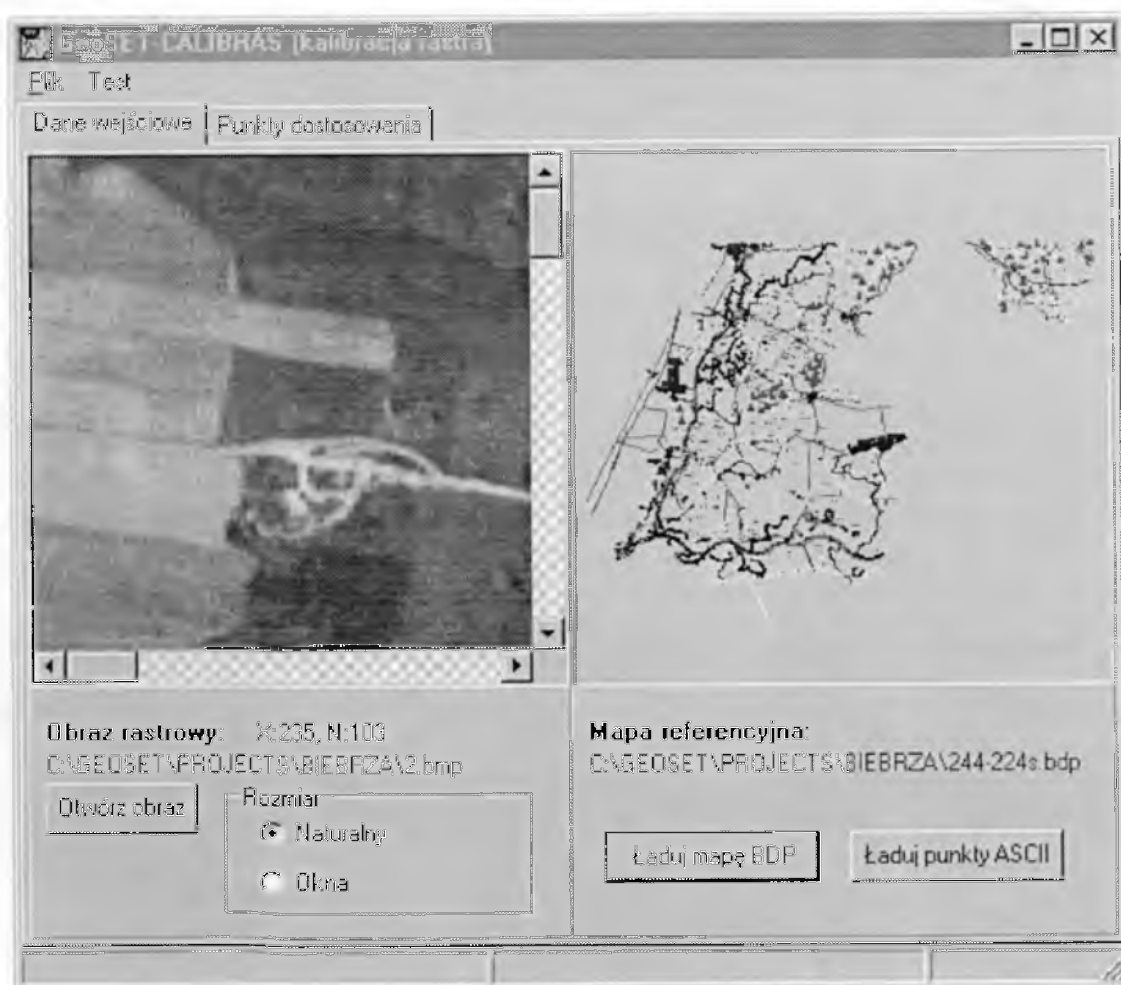 GeoSET-CALIBRAS [kalibracja rastra]
Plik Test
Dane wejściowe Punkty dostosowania
Obraz rastrowy: X:235, N:103
C:\GEOSET\PROJECTS\BIEBRZA\2.bmp
Otwórz obraz
Rozmiar
Naturalny
Okna
Mapa referencyjna:
C:\GEOSET\PROJECTS\BIEBRZA\244-224s.bdp
Ładuj mapę BDP
Ładuj punkty ASCII